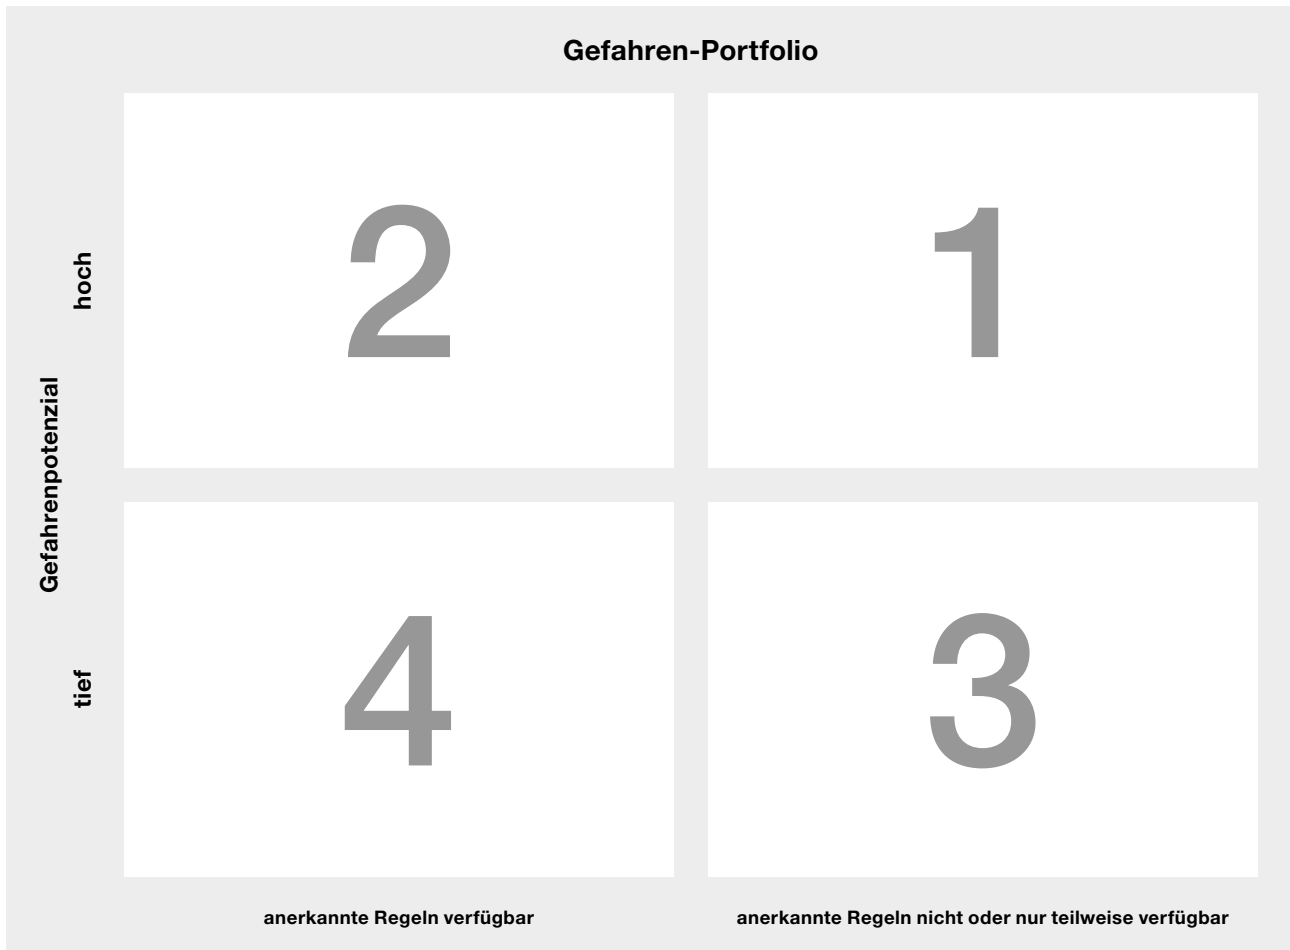 Gefahren-Portfolio
Gefahrenpotenzial
hoch
2
1
tief
4
3
anerkannte Regeln verfügbar
anerkannte Regeln nicht oder nur teilweise verfügbar